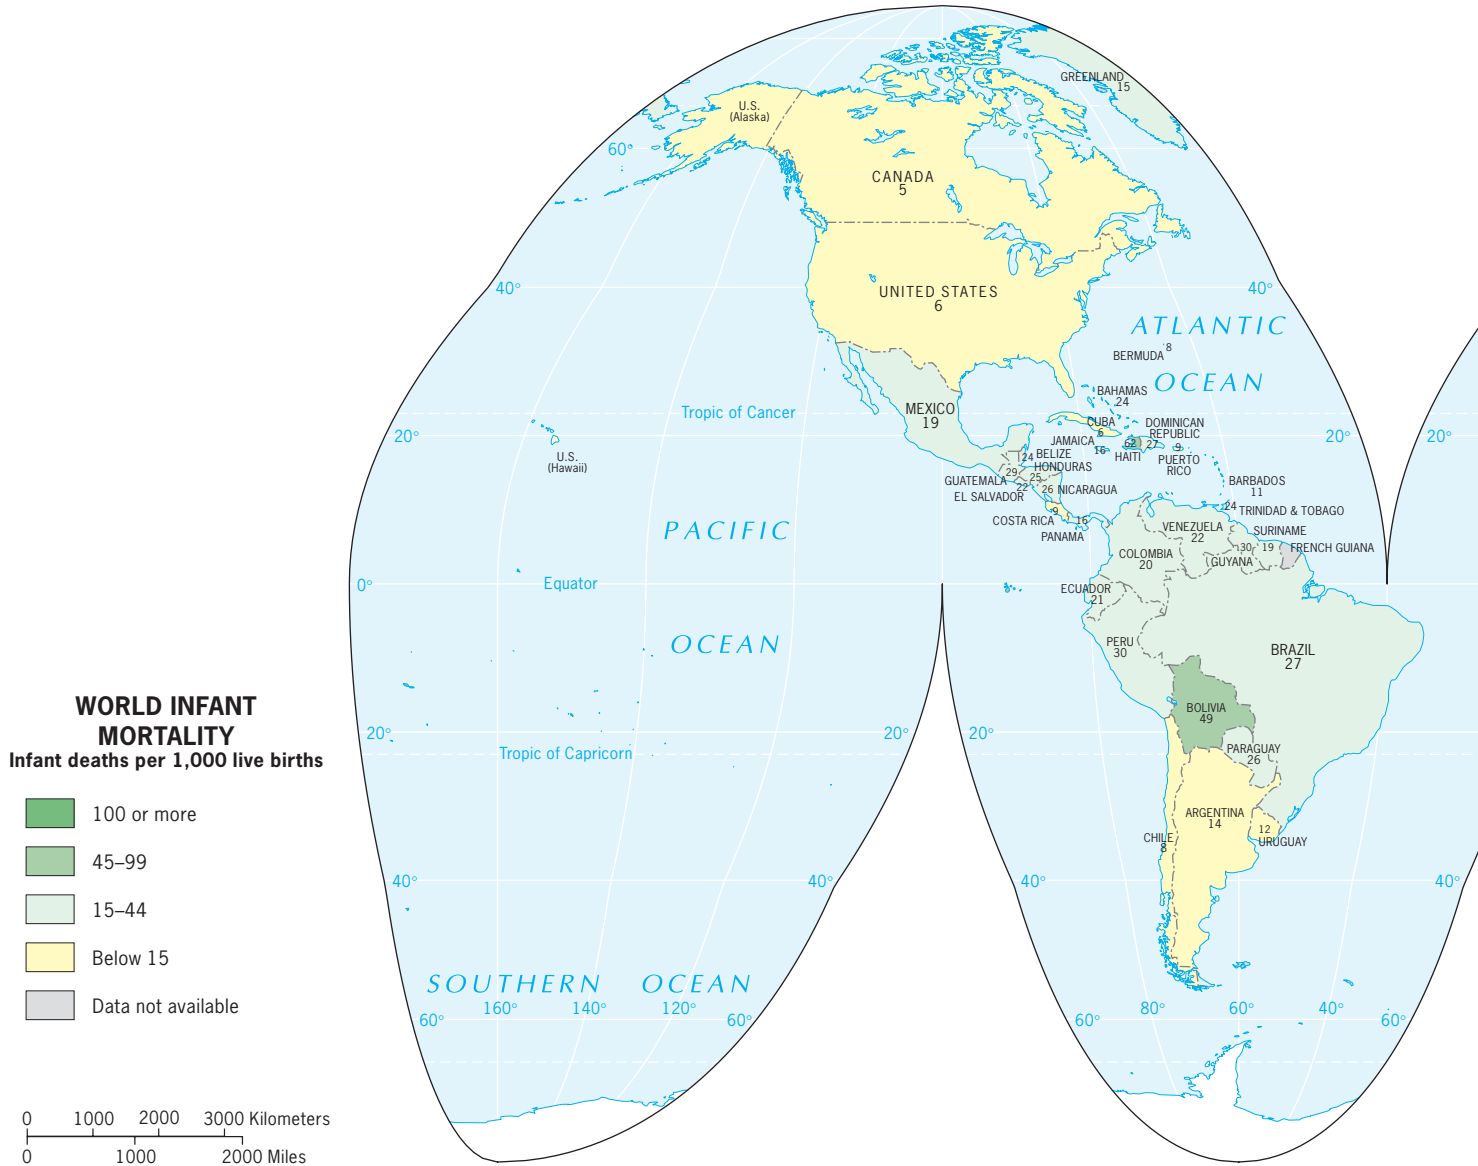 GREENLAND
15
U.S.
(Alaska)
60°
CANADA
5
40°
UNITED STATES
6
40°
ATLANTIC
8
BERMUDA
OCEAN
BAHAMAS
24
Tropic of Cancer
MEXICO
19
CUBA
6
DOMINICAN
REPUBLIC
27
20°
20°
20°
JAMAICA
16
62
HAITI
9
PUERTO
RICO
U.S.
(Hawaii)
24 BELIZE
HONDURAS
25
29
GUATEMALA
22
EL SALVADOR
26 NICARAGUA
BARBADOS
11
9
COSTA RICA
16
PANAMA
24
TRINIDAD & TOBAGO
PACIFIC
VENEZUELA
22
SURINAME
30
19
FRENCH GUIANA
GUYANA
COLOMBIA
20
0°
Equator
ECUADOR
21
OCEAN
PERU
30
BRAZIL
27
WORLD INFANT
MORTALITY
Infant deaths per 1,000 live births
BOLIVIA
49
20°
20°
20°
Tropic of Capricorn
PARAGUAY
26
100 or more
45–99
15–44
Below 15
Data not available
ARGENTINA
14
12
URUGUAY
CHILE
8
40°
40°
40°
40°
SOUTHERN OCEAN
160°
140°
120°
60°
60°
80°
60°
40°
60°
60°
0 1000 2000 3000 Kilometers
0 1000 2000 Miles